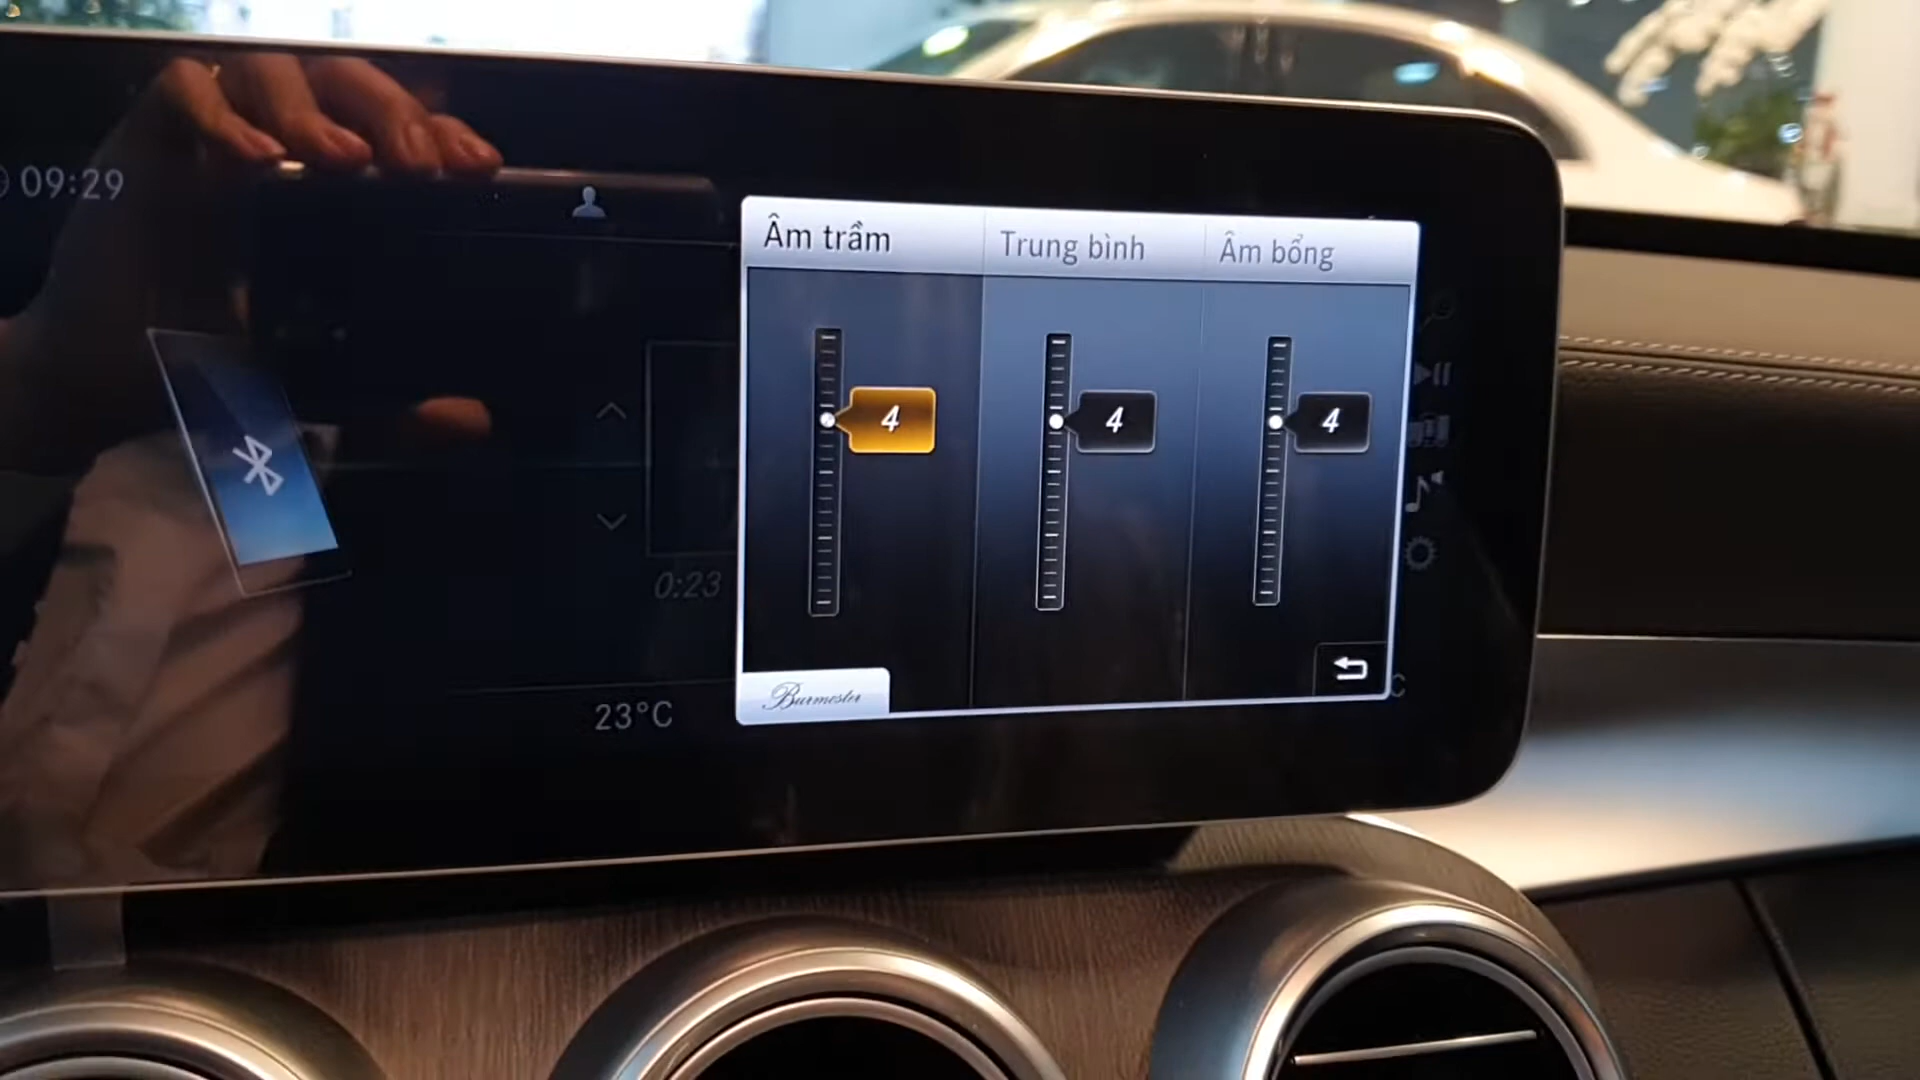 09:29
Âm trầm
Trung bình
Âm bổng
4
4
4
0:23
23°C
Burmester
C